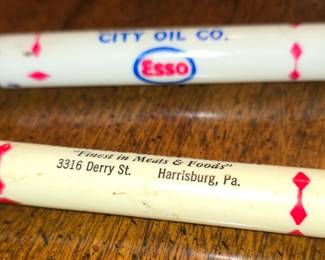 CITY OIL CO.
Esso
"Finest in Meats & Foods"
3316 Derry St. Harrisburg, Pa.